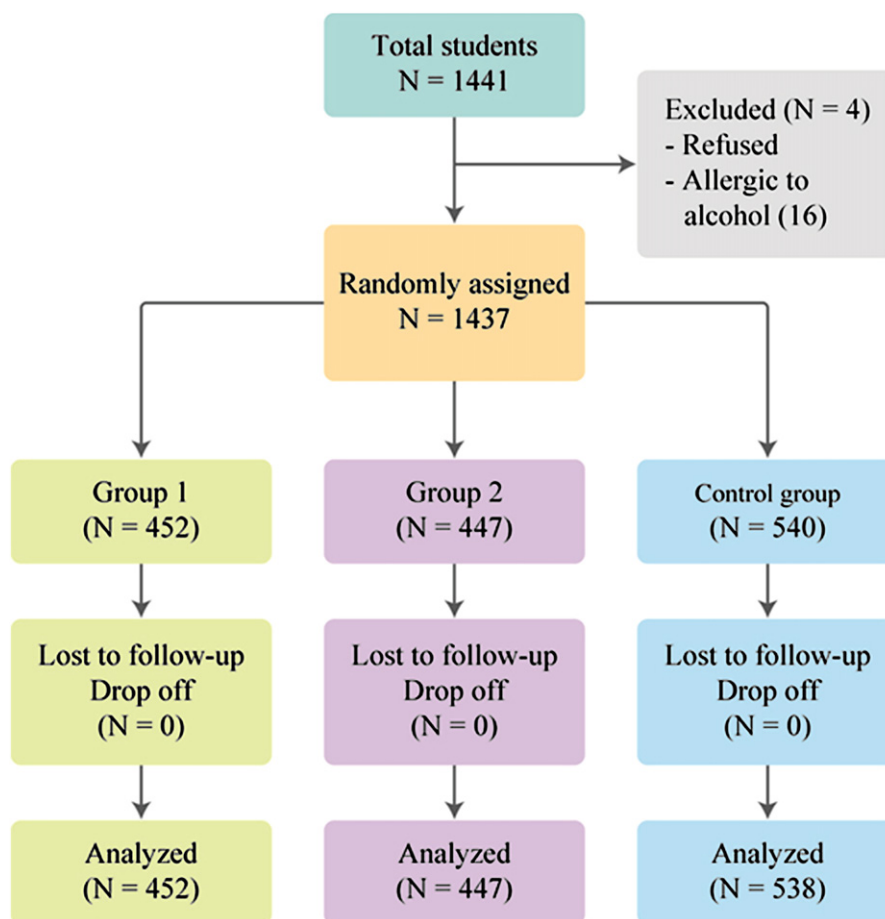 Total students
N = 1441
Excluded (N = 4)
- Refused
- Allergic to
alcohol (16)
Randomly assigned
N = 1437
Group 1
(N = 452)
Group 2
(N = 447)
Control group
(N = 540)
Lost to follow-up
Drop off
(N = 0)
Lost to follow-up
Drop off
(N = 0)
Lost to follow-up
Drop off
(N = 0)
Analyzed
(N = 452)
Analyzed
(N = 447)
Analyzed
(N = 538)